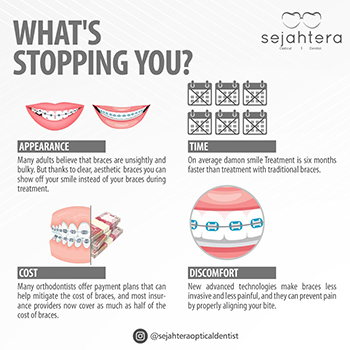 WHAT'S
STOPPING YOU?
sejahtera
Optical | Dentist
APPEARANCE
Many adults believe that braces are unsightly and
bulky. But thanks to clear, aesthetic braces you can
show off your smile instead of your braces during
treatment.
TIME
On average damon smile Treatment is six months
faster than treatment with traditional braces.
COST
Many orthodontists offer payment plans that can
help mitigate the cost of braces, and most insur-
ance providers now cover as much as half of the
cost of braces.
DISCOMFORT
New advanced technologies make braces less
invasive and less painful, and they can prevent pain
by properly aligning your bite.
@sejahteraopticaldentist